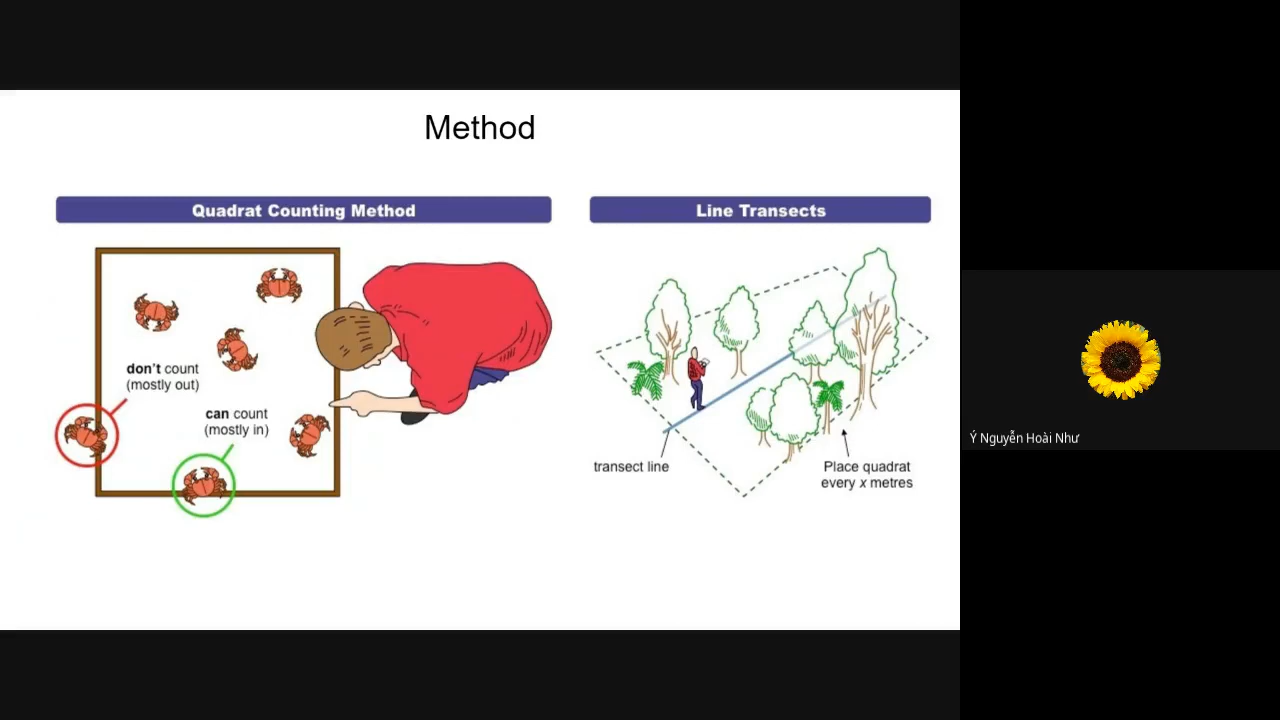 Method
Quadrat Counting Method
Line Transects
don't count
(mostly out)
can count
(mostly in)
transect line
Place quadrat
every x metres
Ý Nguyễn Hoài Như